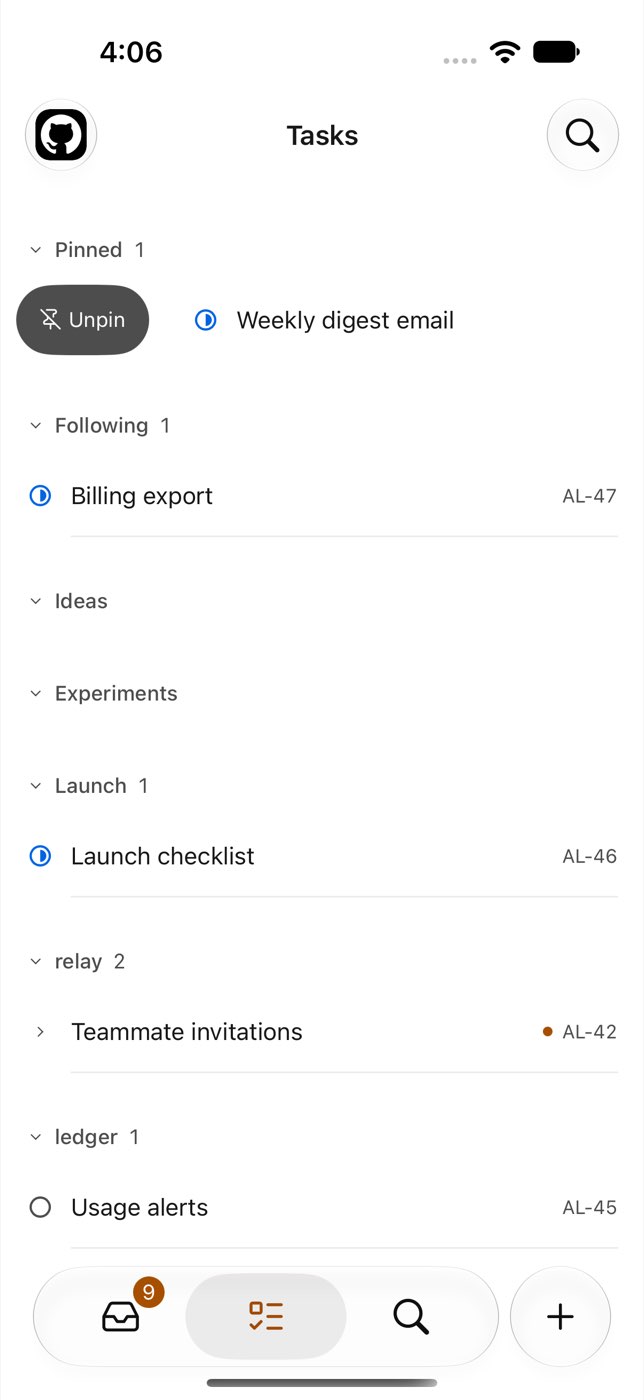 4:06
Tasks
Pinned 1
Unpin Weekly digest email
Following 1
Billing export AL-47
Ideas
Experiments
Launch 1
Launch checklist AL-46
relay 2
Teammate invitations AL-42
ledger 1
Usage alerts AL-45
9